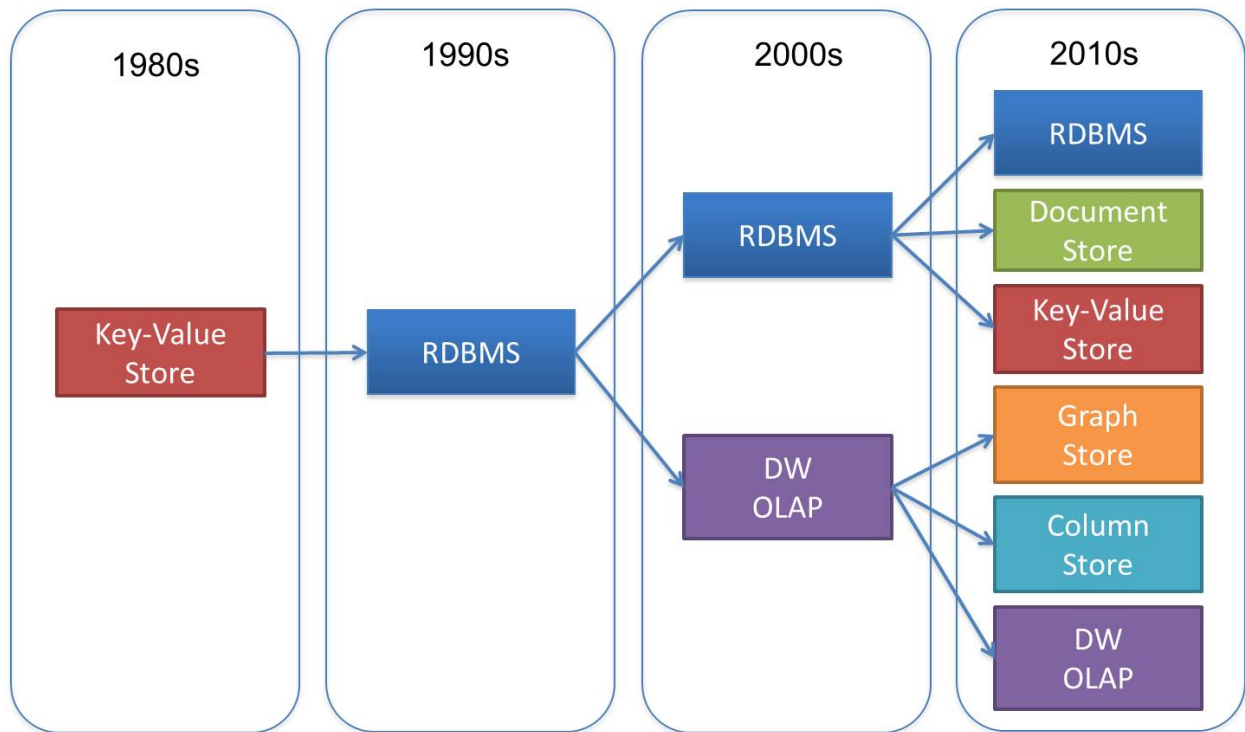 1980s
Key-Value
Store
1990s
RDBMS
2000s
RDBMS
DW
OLAP
2010s
RDBMS
Document
Store
Key-Value
Store
Graph
Store
Column
Store
DW
OLAP